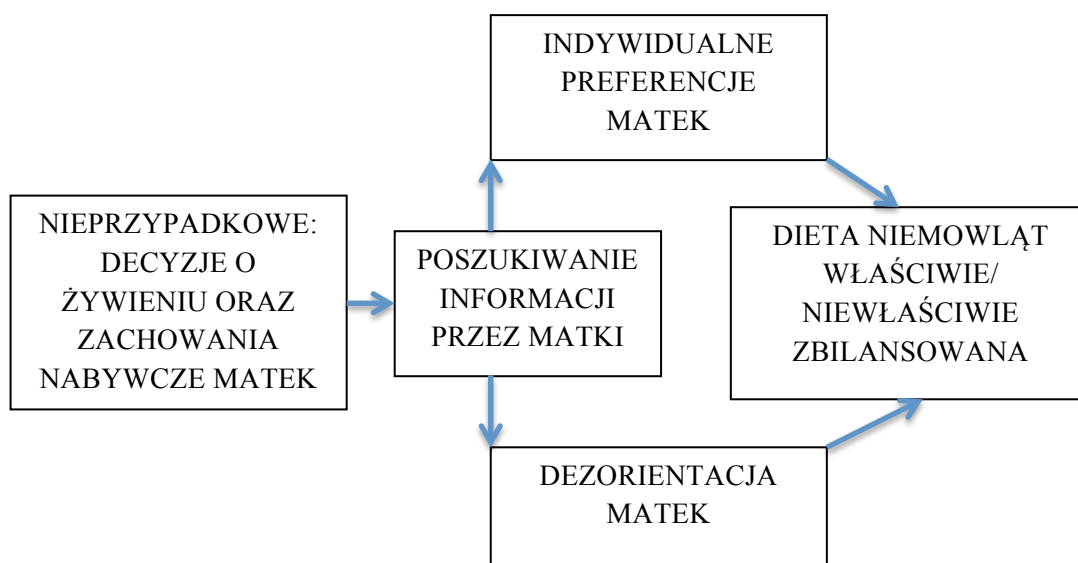 INDYWIDUALNE
PREFERENCJE
MATEK
NIEPRZYPADKOWE:
DECYZJE O
ŻYWIENIU ORAZ
ZACHOWANIA
NABYWCZE MATEK
POSZUKIWANIE
INFORMACJI
PRZEZ MATKI
DIETA NIEMOWLĄT
WŁAŚCIWIE/
NIEWŁAŚCIWIE
ZBILANSOWANA
DEZORIENTACJA
MATEK